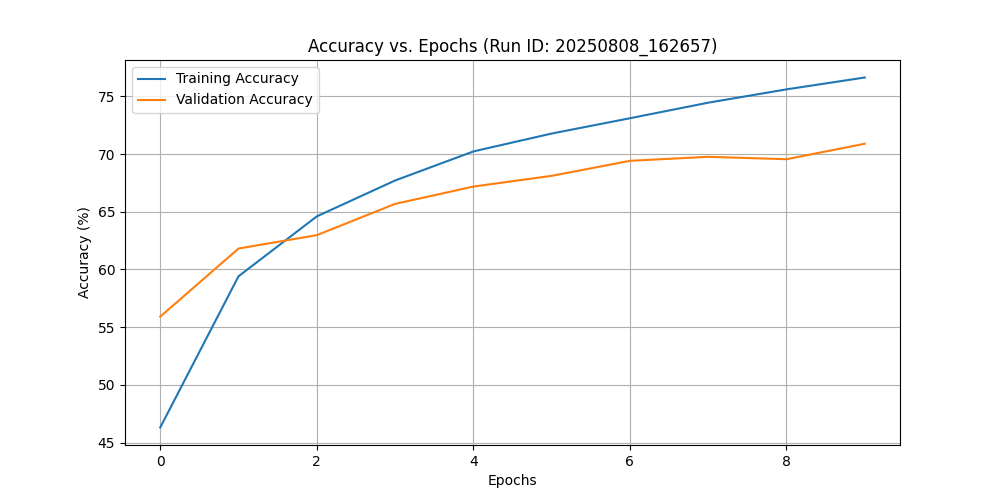 Accuracy vs. Epochs (Run ID: 20250808_162657)
Training Accuracy
Validation Accuracy
Accuracy (%)
75
70
65
60
55
50
45
0 2 4 6 8
Epochs